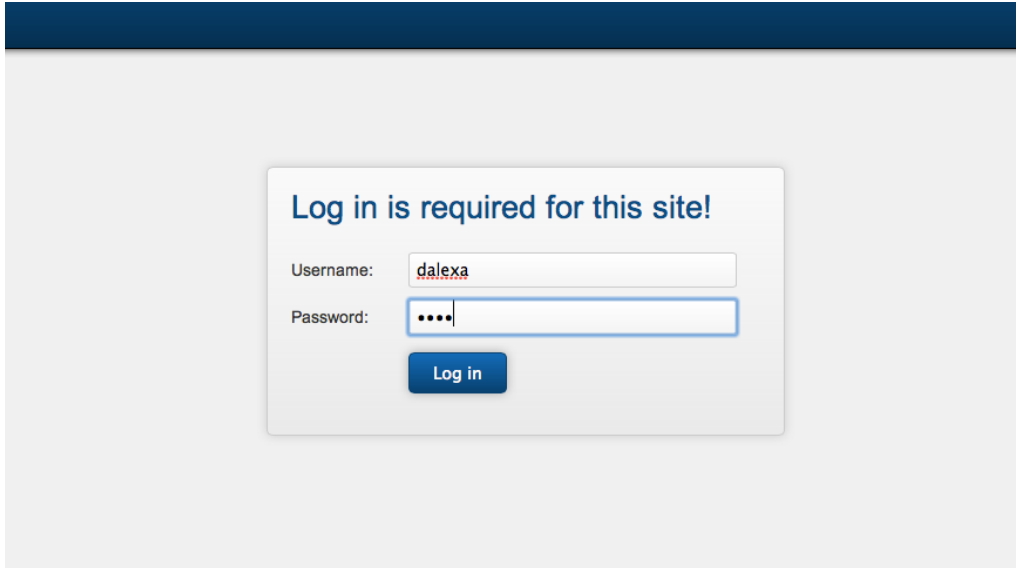 Log in is required for this site!
Username: dalexa
Password: ••••
Log in